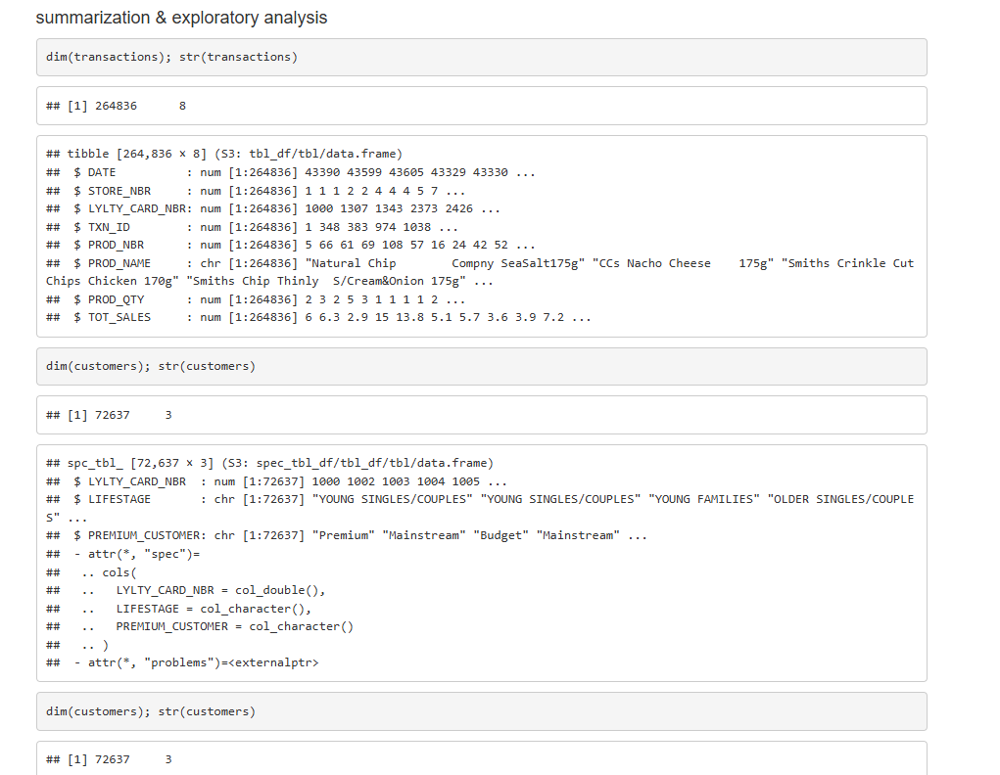 summarization & exploratory analysis
dim(transactions); str(transactions)
## [1] 264836      8
## tibble [264,836 × 8] (S3: tbl_df/tbl/data.frame)
##  $ DATE          : num [1:264836] 43390 43599 43605 43329 43330 ...
##  $ STORE_NBR     : num [1:264836] 1 1 1 2 2 4 4 4 5 7 ...
##  $ LYLTY_CARD_NBR: num [1:264836] 1000 1307 1343 2373 2426 ...
##  $ TXN_ID        : num [1:264836] 1 348 383 974 1038 ...
##  $ PROD_NBR      : num [1:264836] 5 66 61 69 108 57 16 24 42 52 ...
##  $ PROD_NAME     : chr [1:264836] "Natural Chip        Compny SeaSalt175g" "CCs Nacho Cheese    175g" "Smiths Crinkle Cut
Chips Chicken 170g" "Smiths Chip Thinly  S/Cream&Onion 175g" ...
##  $ PROD_QTY      : num [1:264836] 2 3 2 5 3 1 1 1 1 2 ...
##  $ TOT_SALES     : num [1:264836] 6 6.3 2.9 15 13.8 5.1 5.7 3.6 3.9 7.2 ...
dim(customers); str(customers)
## [1] 72637     3
## spc_tbl_ [72,637 × 3] (S3: spec_tbl_df/tbl_df/tbl/data.frame)
##  $ LYLTY_CARD_NBR  : num [1:72637] 1000 1002 1003 1004 1005 ...
##  $ LIFESTAGE       : chr [1:72637] "YOUNG SINGLES/COUPLES" "YOUNG SINGLES/COUPLES" "YOUNG FAMILIES" "OLDER SINGLES/COUPLE
S" ...
##  $ PREMIUM_CUSTOMER: chr [1:72637] "Premium" "Mainstream" "Budget" "Mainstream" ...
##  - attr(*, "spec")=
##   .. cols(
##   ..   LYLTY_CARD_NBR = col_double(),
##   ..   LIFESTAGE = col_character(),
##   ..   PREMIUM_CUSTOMER = col_character()
##   .. )
##  - attr(*, "problems")=<externalptr>
dim(customers); str(customers)
## [1] 72637     3